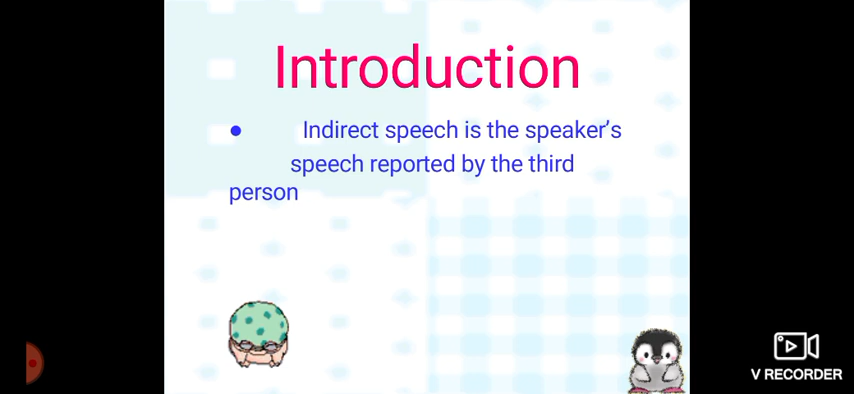 Introduction
● Indirect speech is the speaker’s
speech reported by the third
person
V RECORDER